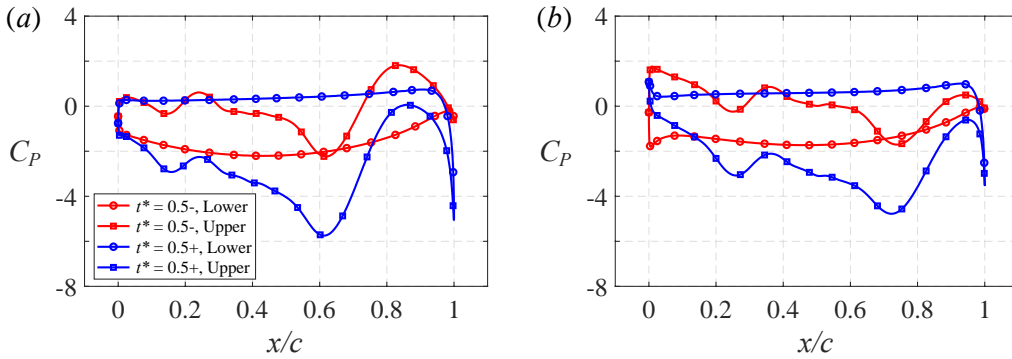 (a)
4
0
-4
-8
C_P
t* = 0.5-, Lower
t* = 0.5-, Upper
t* = 0.5+, Lower
t* = 0.5+, Upper
0 0.2 0.4 0.6 0.8 1
x/c
(b)
4
0
-4
-8
C_P
0 0.2 0.4 0.6 0.8 1
x/c